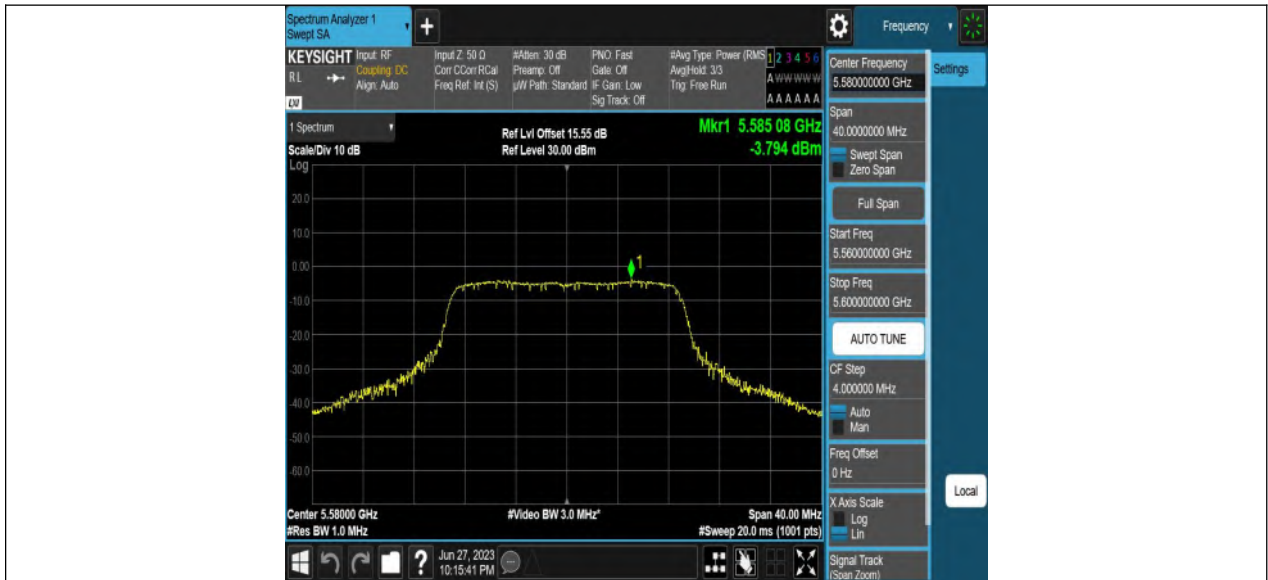 Spectrum Analyzer 1
Swept SA
+
Frequency
KEYSIGHT
RL
LXI
Input: RF
Coupling: DC
Align: Auto
Input Z: 50 Ω
Corr CCorr RCal
Freq Ref: Int (S)
#Atten: 30 dB
Preamp: Off
µW Path: Standard
PNO: Fast
Gate: Off
IF Gain: Low
Sig Track: Off
#Avg Type: Power (RMS
Avg|Hold: 3/3
Trig: Free Run
1 2 3 4 5 6
A W W W W W
A A A A A A
1 Spectrum
Scale/Div 10 dB
Ref Lvl Offset 15.55 dB
Ref Level 30.00 dBm
Mkr1 5.585 08 GHz
-3.794 dBm
Log
20.0
10.0
0.00
-10.0
-20.0
-30.0
-40.0
-50.0
-60.0
1
Center 5.58000 GHz
#Res BW 1.0 MHz
#Video BW 3.0 MHz*
Span 40.00 MHz
#Sweep 20.0 ms (1001 pts)
?
Jun 27, 2023
10:15:41 PM
Center Frequency
5.580000000 GHz
Settings
Span
40.0000000 MHz
Swept Span
Zero Span
Full Span
Start Freq
5.560000000 GHz
Stop Freq
5.600000000 GHz
AUTO TUNE
CF Step
4.000000 MHz
Auto
Man
Freq Offset
0 Hz
X Axis Scale
Log
Lin
Signal Track
(Span Zoom)
Local